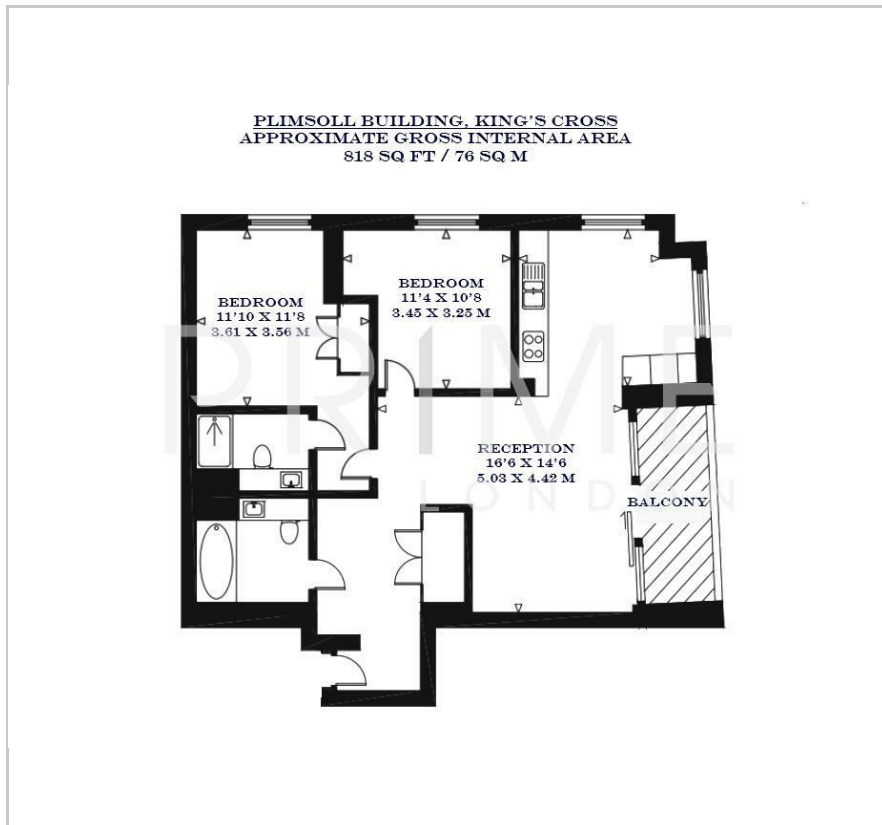 PLIMSOLL BUILDING, KING'S CROSS
APPROXIMATE GROSS INTERNAL AREA
818 SQ FT / 76 SQ M
BEDROOM
11'10 X 11'8
3.61 X 3.56 M
BEDROOM
11'4 X 10'8
3.45 X 3.25 M
RECEPTION
16'6 X 14'6
5.03 X 4.42 M
BALCONY
PRIME
LONDON